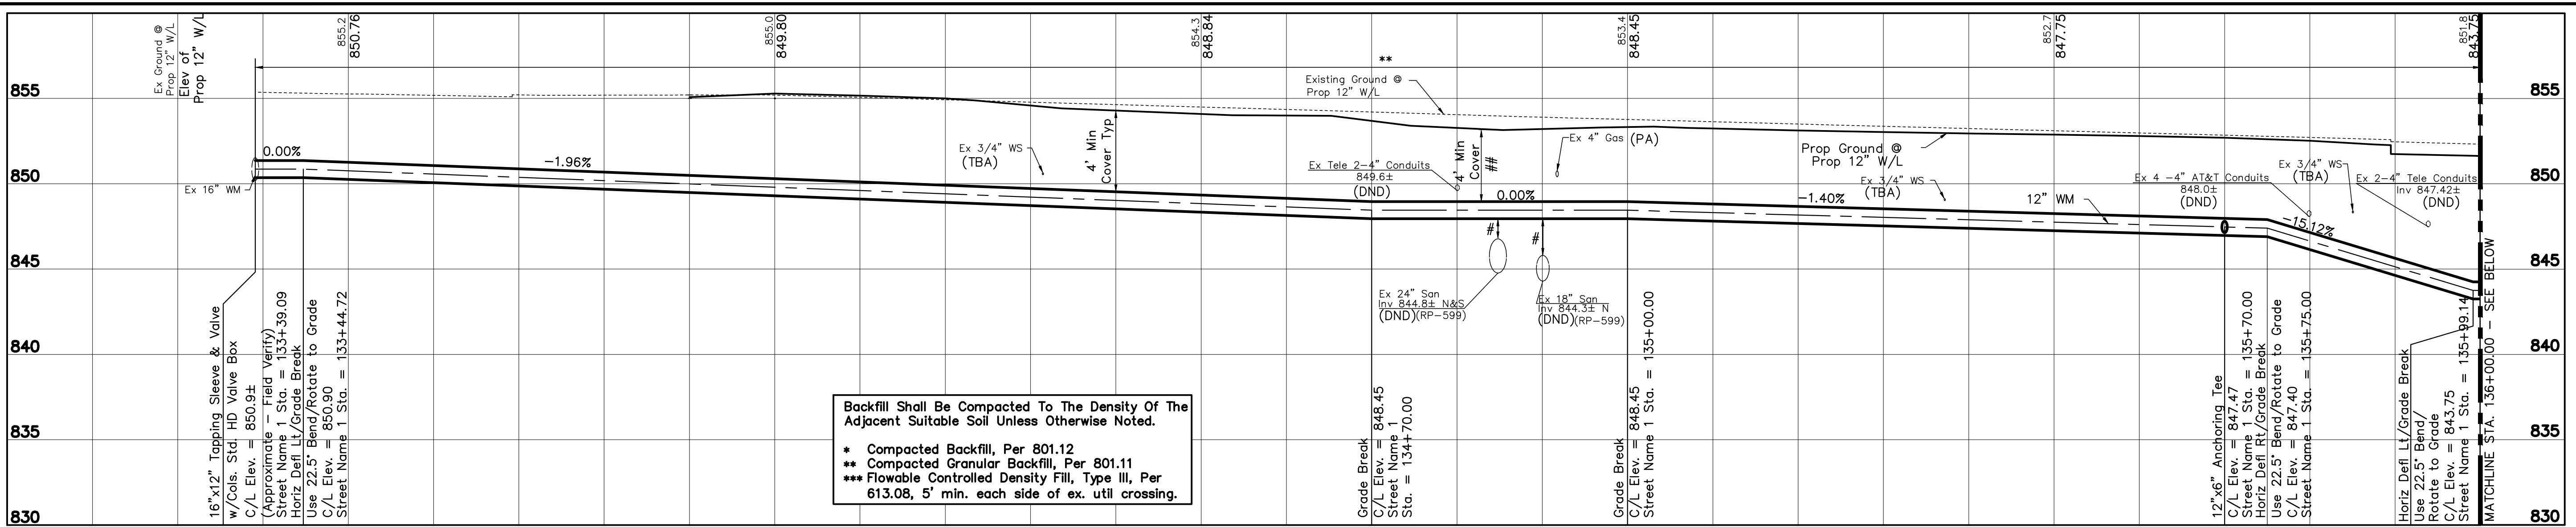 Ex Ground @
Prop 12" W/L
Elev of
Prop 12" W/L
855.2
850.76
855.0
849.80
854.3
848.84
853.4
848.45
852.7
847.75
851.8
843.75
**
855
850
845
840
835
830
855
850
845
840
835
830
Existing Ground @
Prop 12" W/L
0.00%
-1.96%
Ex 16" WM
Ex 3/4" WS
(TBA)
4' Min
Cover Typ
Ex Tele 2-4" Conduits
849.6±
(DND)
4' Min
Cover
##
Ex 4" Gas (PA)
0.00%
#
#
Ex 24" San
Inv 844.8± N&S
(DND)(RP-599)
Ex 18" San
Inv 844.3± N
(DND)(RP-599)
Prop Ground @
Prop 12" W/L
-1.40%
Ex 3/4" WS
(TBA)
12" WM
Ex 4 -4" AT&T Conduits
848.0±
(DND)
Ex 3/4" WS
(TBA)
Ex 2-4" Tele Conduits
Inv 847.42±
(DND)
-15.12%
16"x12" Tapping Sleeve & Valve
w/Cols. Std. HD Valve Box
C/L Elev. = 850.95±
(Approximate - Field Verify)
Street Name 1 Sta. = 133+39.09
Horiz Defl Lt/Grade Break
Use 22.5° Bend/Rotate to Grade
C/L Elev. = 850.90
Street Name 1 Sta. = 133+44.72
Backfill Shall Be Compacted To The Density Of The
Adjacent Suitable Soil Unless Otherwise Noted.
* Compacted Backfill, Per 801.12
** Compacted Granular Backfill, Per 801.11
*** Flowable Controlled Density Fill, Type III, Per
613.08, 5' min. each side of ex. util crossing.
Grade Break
C/L Elev. = 848.45
Street Name 1
Sta. = 134+70.00
Grade Break
C/L Elev. = 848.45
Street Name 1 Sta. = 135+00.00
12"x6" Anchoring Tee
C/L Elev. = 847.47
Street Name 1 Sta. = 135+70.00
Horiz Defl Rt/Grade Break
Use 22.5° Bend/Rotate to Grade
C/L Elev. = 847.40
Street Name 1 Sta. = 135+75.00
Horiz Defl Lt/Grade Break
Use 22.5° Bend/
Rotate to Grade
C/L Elev. = 843.75
Street Name 1 Sta. = 135+99.14
MATCHLINE STA. 136+00.00 - SEE BELOW